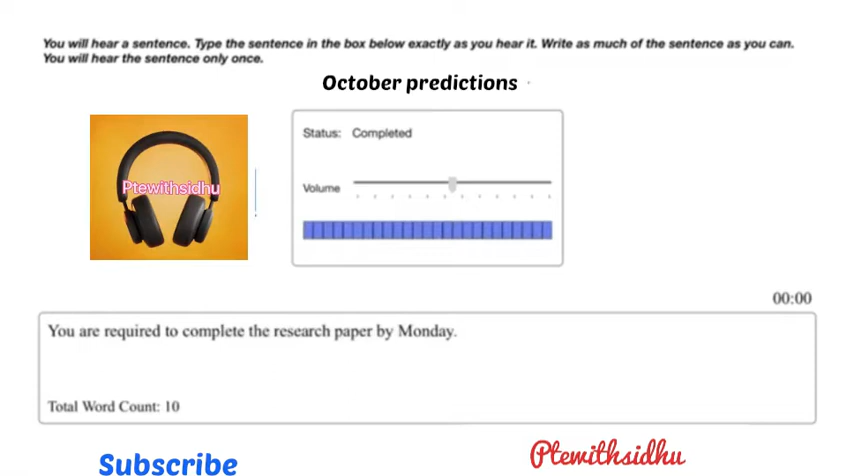 You will hear a sentence. Type the sentence in the box below exactly as you hear it. Write as much of the sentence as you can.
You will hear the sentence only once.
October predictions
Ptewithsidhu
Status: Completed
Volume
00:00
You are required to complete the research paper by Monday.
Total Word Count: 10
Subscribe
Ptewithsidhu